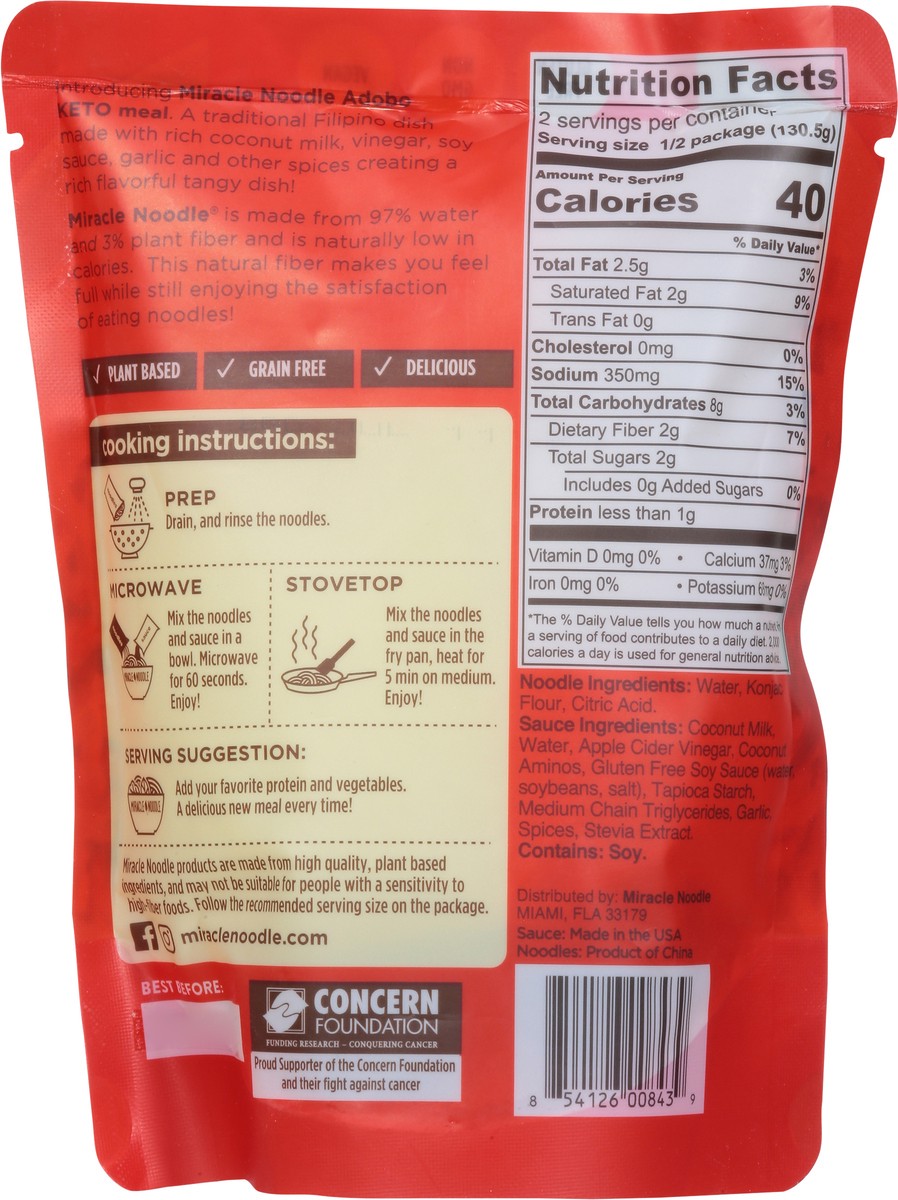 Introducing Miracle Noodle Adobo
KETO meal. A traditional Filipino dish
made with rich coconut milk, vinegar, soy
sauce, garlic and other spices creating a
rich flavorful tangy dish!
Miracle Noodle® is made from 97% water
and 3% plant fiber and is naturally low in
calories. This natural fiber makes you feel
full while still enjoying the satisfaction
of eating noodles!
✓ PLANT BASED
✓ GRAIN FREE
✓ DELICIOUS
cooking instructions:
PREP
Drain, and rinse the noodles.
MICROWAVE
Mix the noodles
and sauce in a
bowl. Microwave
for 60 seconds.
Enjoy!
MIRACLE NOODLE
STOVETOP
Mix the noodles
and sauce in the
fry pan, heat for
5 min on medium.
Enjoy!
SERVING SUGGESTION:
Add your favorite protein and vegetables.
A delicious new meal every time!
MIRACLE NOODLE
Miracle Noodle products are made from high quality, plant based
ingredients, and may not be suitable for people with a sensitivity to
high-fiber foods. Follow the recommended serving size on the package.
miraclenoodle.com
BEST BEFORE:
CONCERN
FOUNDATION
FUNDING RESEARCH – CONQUERING CANCER
Proud Supporter of the Concern Foundation
and their fight against cancer
Nutrition Facts
2 servings per container
Serving size 1/2 package (130.5g)
Amount Per Serving
Calories 40
% Daily Value*
Total Fat 2.5g 3%
Saturated Fat 2g 9%
Trans Fat 0g
Cholesterol 0mg 0%
Sodium 350mg 15%
Total Carbohydrates 8g 3%
Dietary Fiber 2g 7%
Total Sugars 2g
Includes 0g Added Sugars 0%
Protein less than 1g
Vitamin D 0mg 0% • Calcium 37mg 3%
Iron 0mg 0% • Potassium 0%
*The % Daily Value tells you how much a
a serving of food contributes to a daily diet. 2,000
calories a day is used for general nutrition advice.
Noodle Ingredients: Water, Konjac
Flour, Citric Acid.
Sauce Ingredients: Coconut Milk,
Water, Apple Cider Vinegar. Coconut
Aminos, Gluten Free Soy Sauce (water,
soybeans, salt), Tapioca Starch,
Medium Chain Triglycerides, Garlic,
Spices, Stevia Extract.
Contains: Soy.
Distributed by: Miracle Noodle
MIAMI, FLA 33179
Sauce: Made in the USA
Noodles: Product of China
8 54126 00843 9